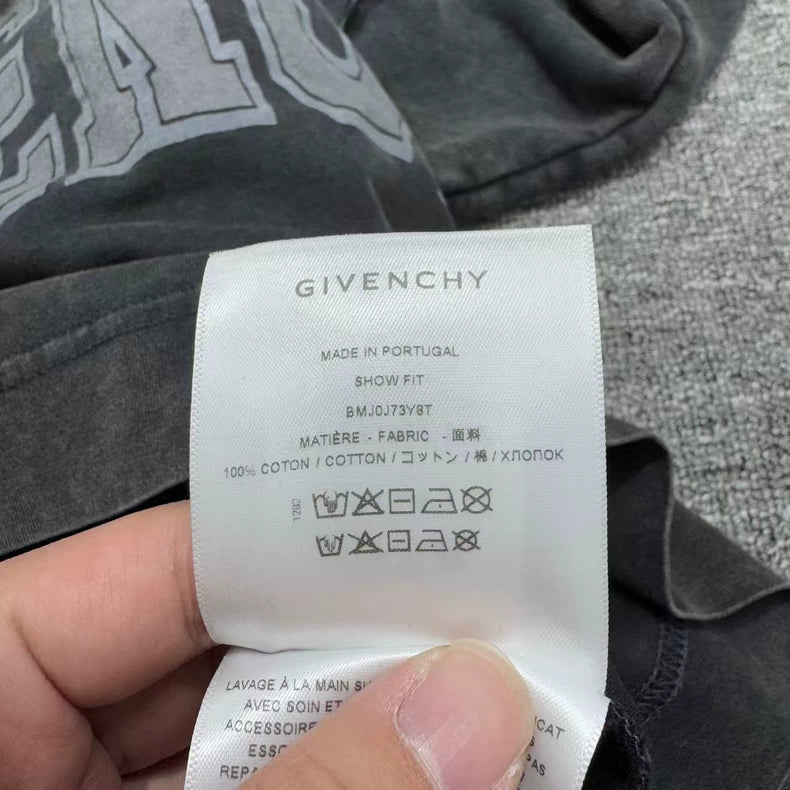 GIVENCHY
MADE IN PORTUGAL
SHOW FIT
BMJ0J73Y8T
MATIÈRE - FABRIC - 面料
100% COTON / COTTON / コットン / 棉 / ХЛОПОК
1292
LAVAGE À LA MAIN
AVEC SOIN ET
ACCESSOIRE